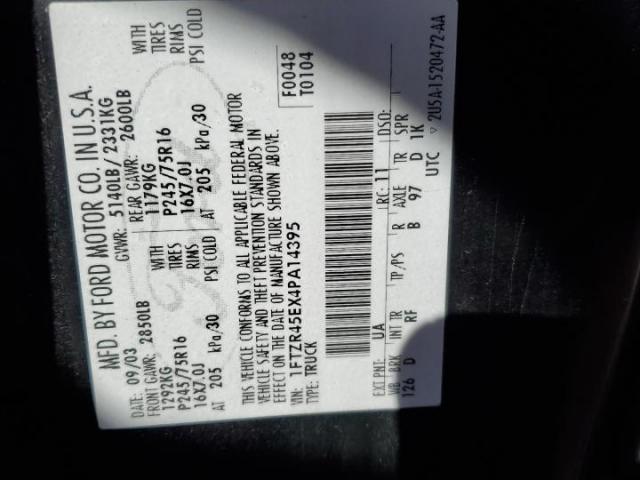 MFD. BY FORD MOTOR CO. IN U.S.A.
DATE: 09/03 GVWR: 5140LB / 2331KG
FRONT GAWR: 2850LB REAR GAWR: 2600LB
1292KG WITH 1179KG WITH
P245/75R16 TIRES P245/75R16 TIRES
16X7.0J RIMS 16X7.0J RIMS
AT 205 kPa/30 PSI COLD AT 205 kPa/30 PSI COLD
THIS VEHICLE CONFORMS TO ALL APPLICABLE FEDERAL MOTOR
VEHICLE SAFETY AND THEFT PREVENTION STANDARDS IN
EFFECT ON THE DATE OF MANUFACTURE SHOWN ABOVE.
VIN: 1FTZR45EX4PA14395 F0048
TYPE: TRUCK T0104
EXT PNT: UA RC: 11 DSO:
WB BRK INT TR TP/PS R AXLE TR SPR
126 D RF B 97 D 1K
UTC ▽ 2U5A-1520472-AA